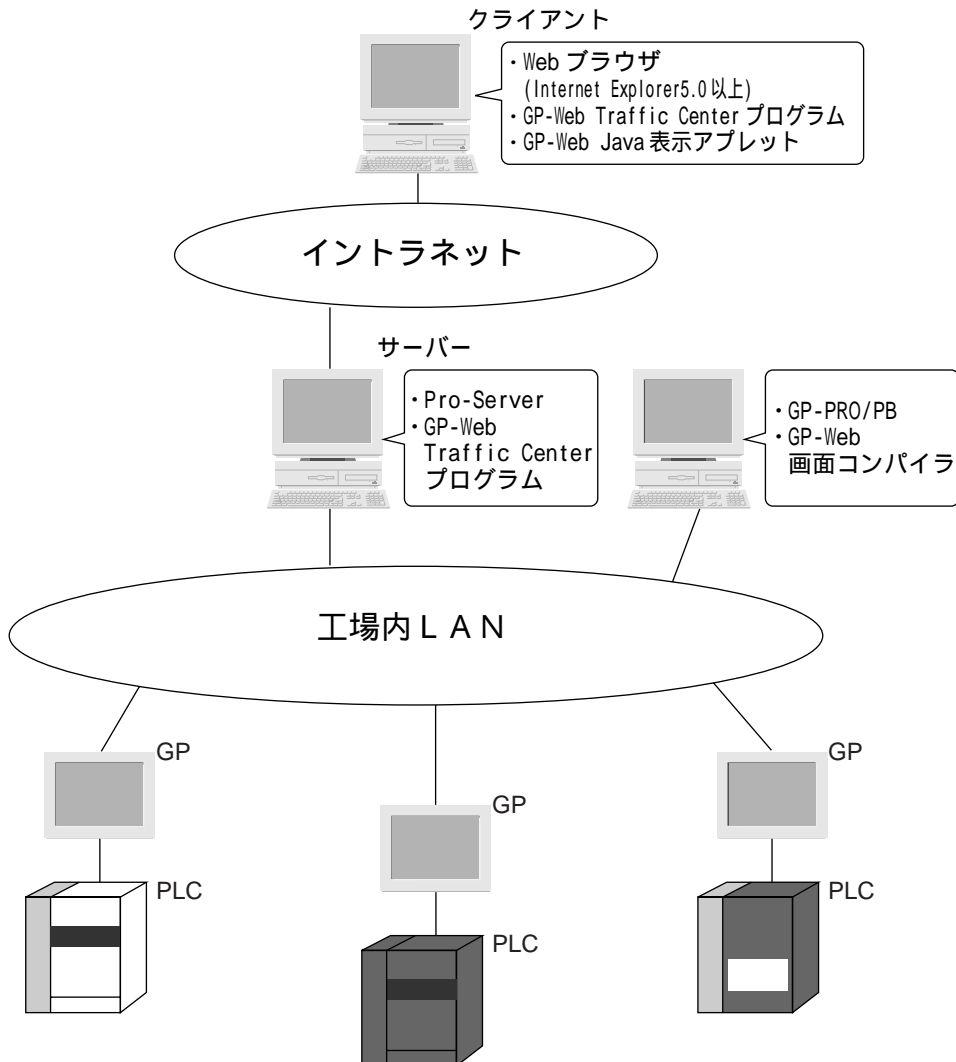 クライアント
・Web ブラウザ
(Internet Explorer5.0以上)
・GP-Web Traffic Center プログラム
・GP-Web Java 表示アプレット
イントラネット
サーバー
・Pro-Server
・GP-Web
Traffic Center
プログラム
・GP-PRO/PB
・GP-Web
画面コンパイラ
工場内ＬＡＮ
GP
GP
GP
PLC
PLC
PLC